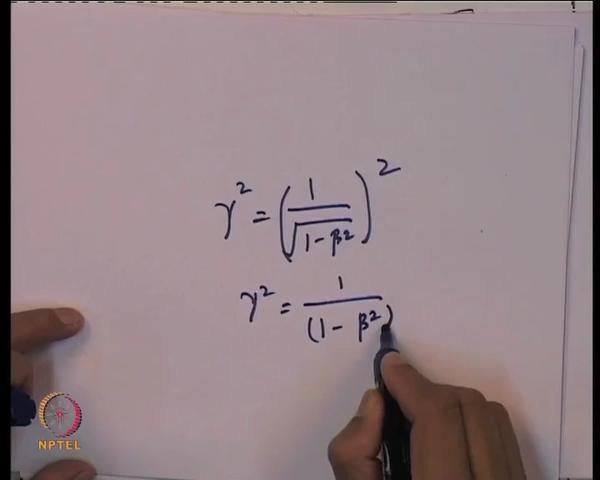 γ² = (1/√(1-β²))²
γ² = 1/(1-β²)
NPTEL